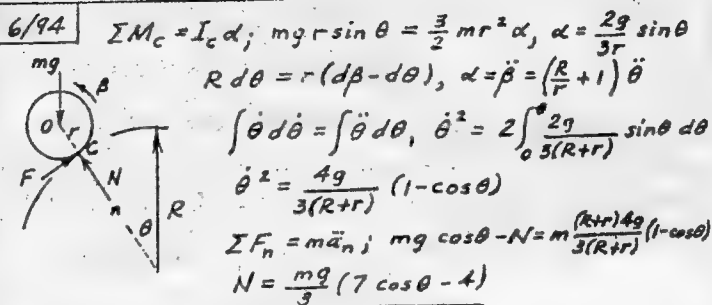 6/94 ΣM_c = I_c α; mg r sin θ = 3/2 mr² α, α = 2g/3r sin θ
R dθ = r(dβ - dθ), α = β̈ = (R/r + 1) θ̈
∫ θ̇ dθ̇ = ∫ θ̈ dθ, θ̇² = 2 ∫₀^θ 2g/3(R+r) sin θ dθ
θ̇² = 4g/3(R+r) (1-cos θ)
ΣF_n = mä_n; mg cos θ - N = m (R+r)4g/3(R+r) (1-cos θ)
N = mg/3 (7 cos θ - 4)
mg
β
O
r
C
F
N
n
θ
R